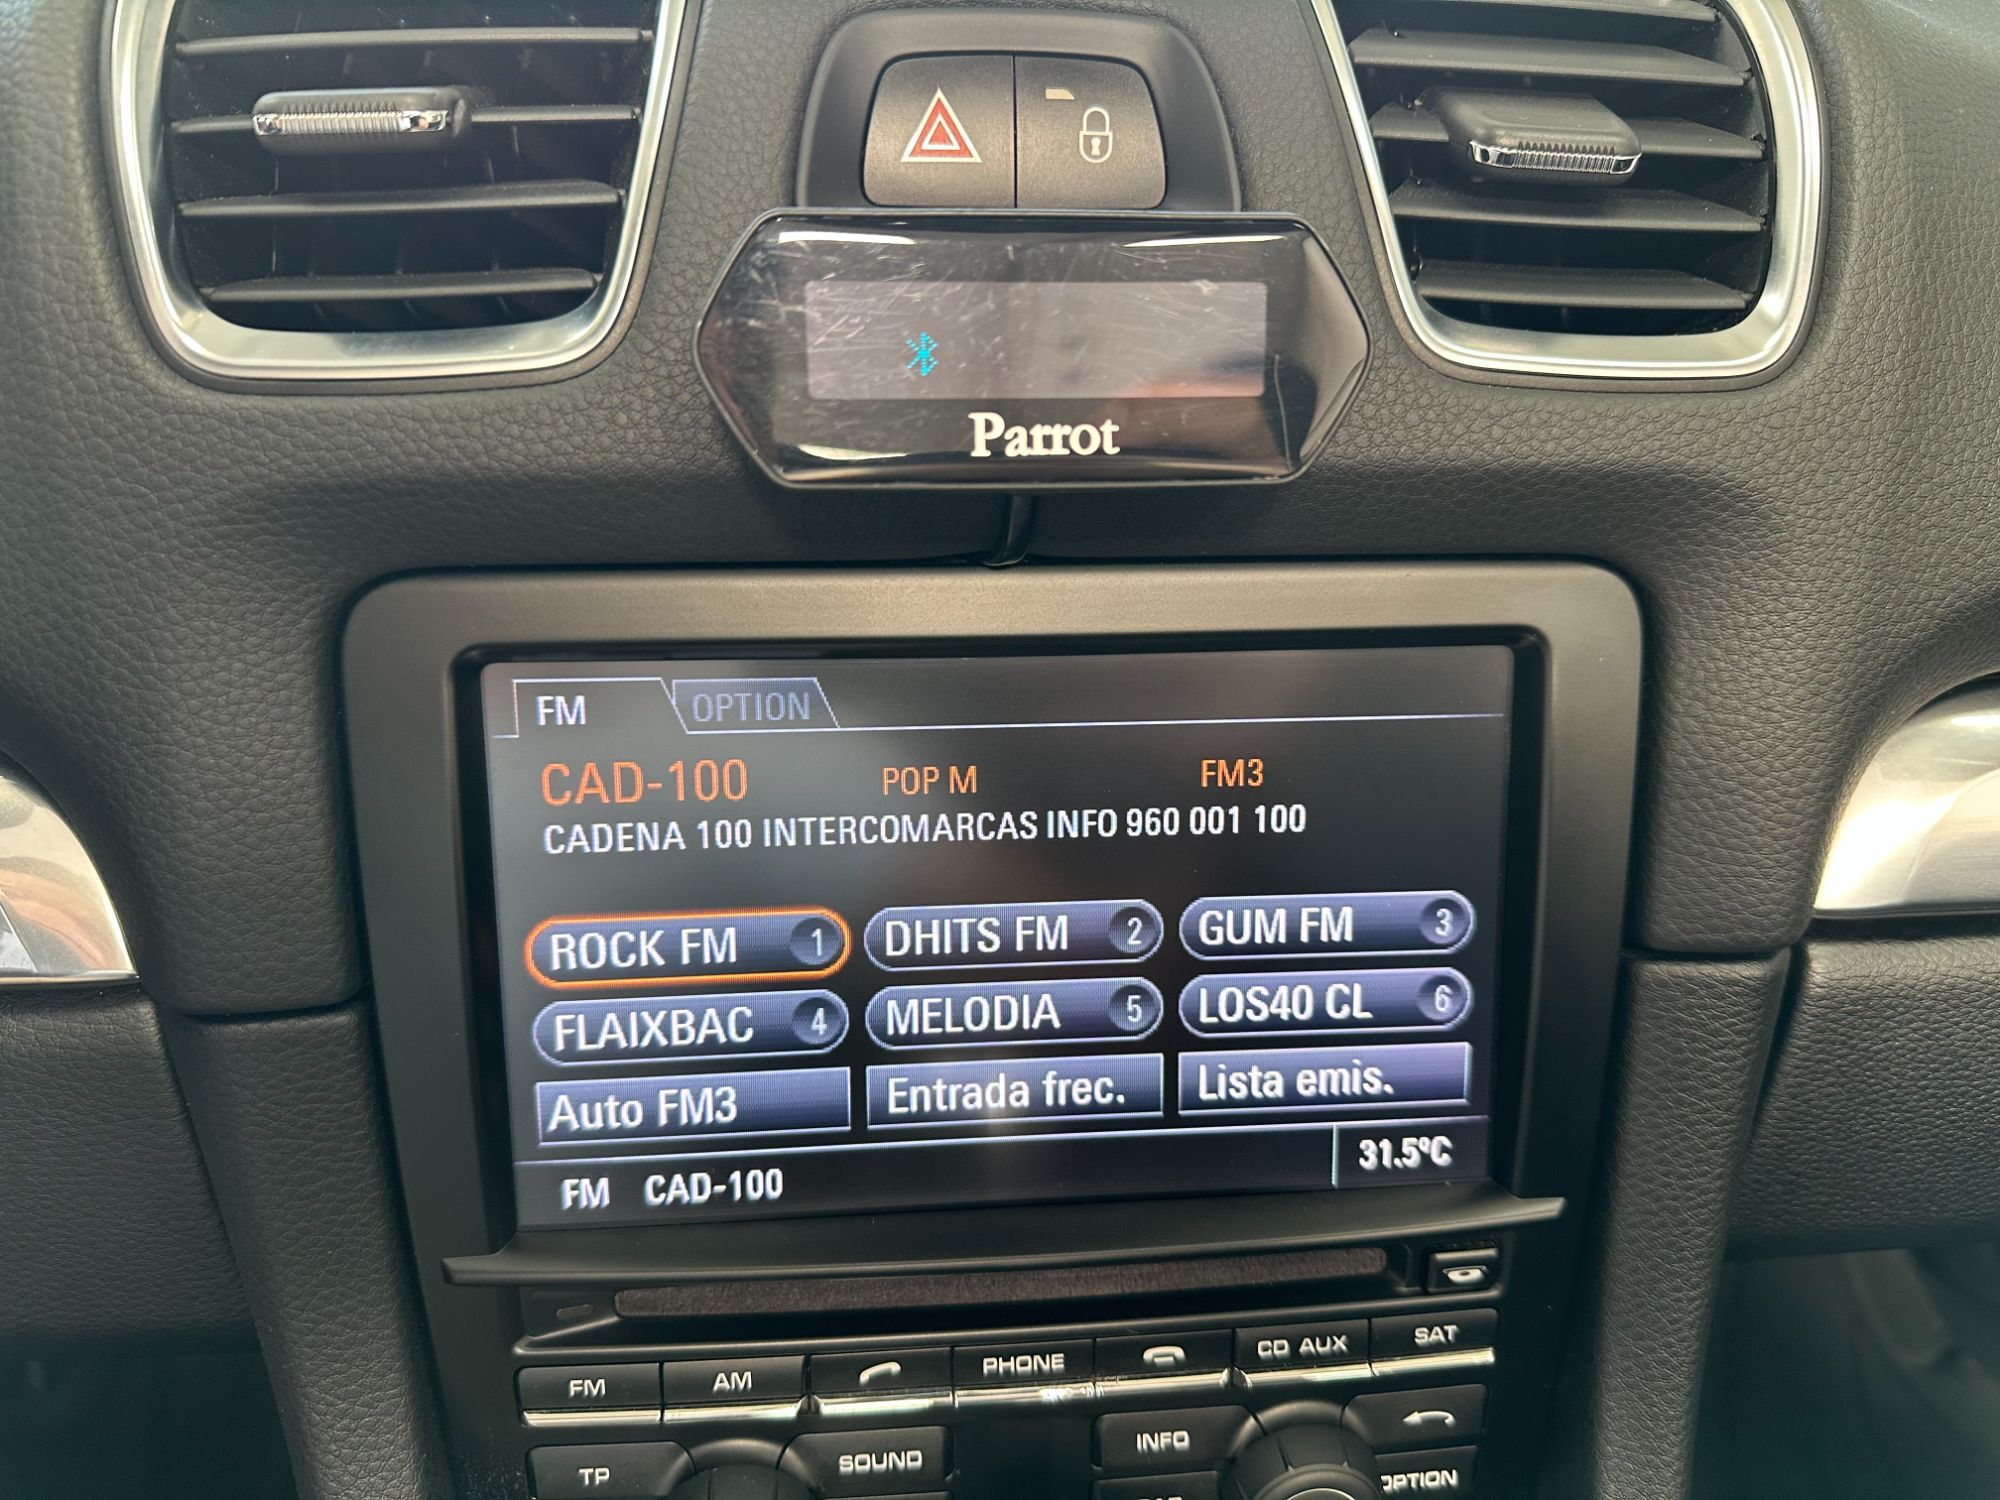 Parrot
FM OPTION
CAD-100 POP M FM3
CADENA 100 INTERCOMARCAS INFO 960 001 100
ROCK FM 1 DHITS FM 2 GUM FM 3
FLAIXBAC 4 MELODIA 5 LOS40 CL 6
Auto FM3 Entrada frec. Lista emis.
FM CAD-100 31.5ºC
FM AM PHONE CD AUX SAT
TP SOUND INFO OPTION